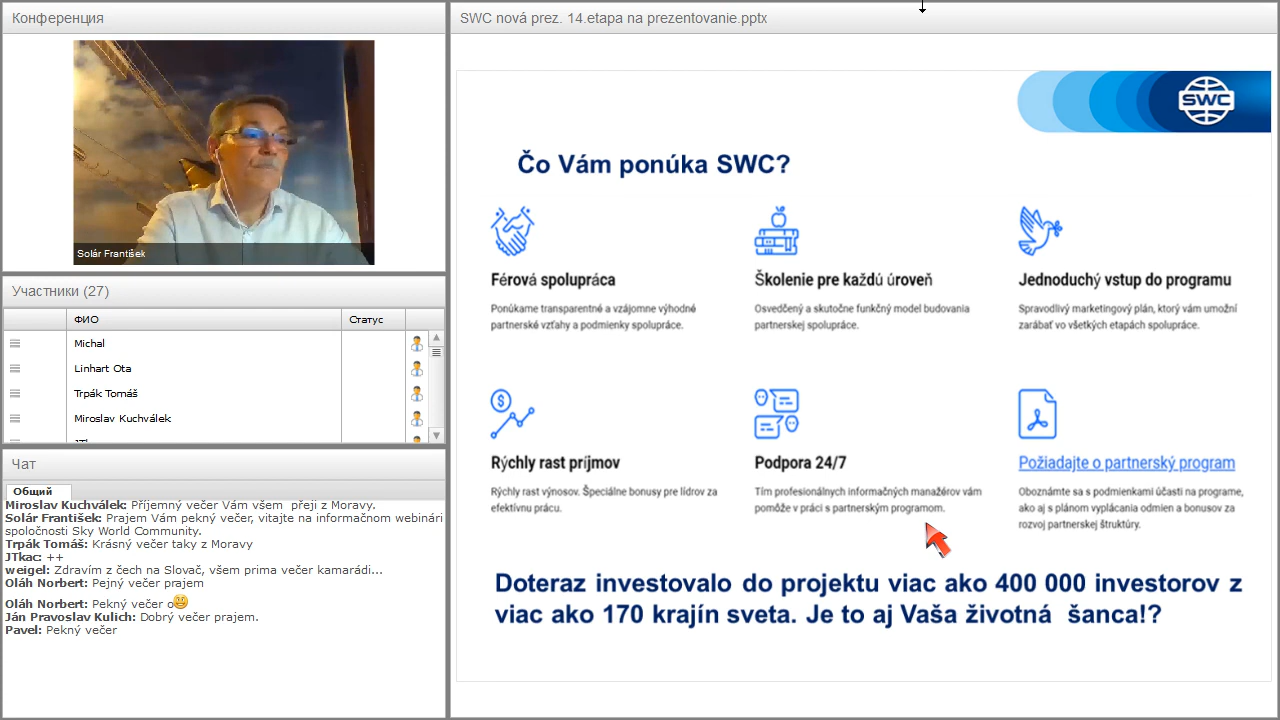 Конференция
Solár František
Участники (27)
ФИО
Статус
Michal
Linhart Ota
Trpák Tomáš
Miroslav Kuchválek
Чат
Общий
Miroslav Kuchválek: Příjemný večer Vám všem přeji z Moravy.
Solár František: Prajem Vám pekný večer, vitajte na informačnom webinári
spoločnosti Sky World Community.
Trpák Tomáš: Krásný večer taky z Moravy
JTkac: ++
weigel: Zdravím z čech na Slovač, všem prima večer kamarádi...
Oláh Norbert: Pejný večer prajem
Oláh Norbert: Pekný večer o
Ján Pravoslav Kulich: Dobrý večer prajem.
Pavel: Pekný večer
SWC nová prez. 14.etapa na prezentovanie.pptx
SWC
Čo Vám ponúka SWC?
Férová spolupráca
Ponúkame transparentné a vzájomne výhodné
partnerské vzťahy a podmienky spolupráce.
Školenie pre každú úroveň
Osvedčený a skutočne funkčný model budovania
partnerskej spolupráce.
Jednoduchý vstup do programu
Spravodlivý marketingový plán, ktorý vám umožní
zarábať vo všetkých etapách spolupráce.
Rýchly rast príjmov
Rýchly rast výnosov. Špeciálne bonusy pre lídrov za
efektívnu prácu.
Podpora 24/7
Tím profesionálnych informačných manažérov vám
pomôže v práci s partnerským programom.
Požiadajte o partnerský program
Oboznámte sa s podmienkami účasti na programe,
ako aj s plánom vyplácania odmien a bonusov za
rozvoj partnerskej štruktúry.
Doteraz investovalo do projektu viac ako 400 000 investorov z
viac ako 170 krajín sveta. Je to aj Vaša životná šanca!?